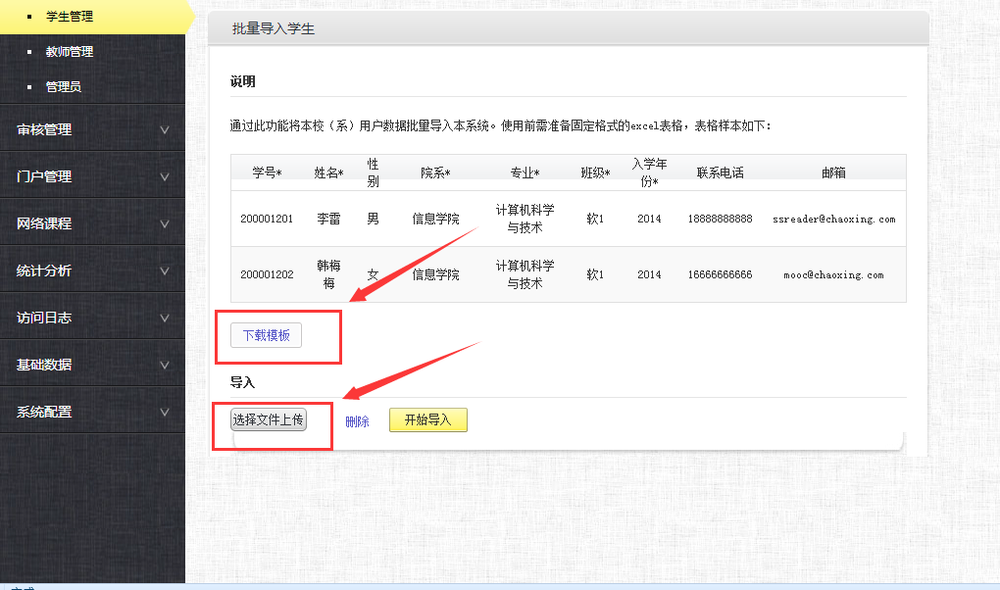 学生管理
教师管理
管理员
审核管理
门户管理
网络课程
统计分析
访问日志
基础数据
系统配置
批量导入学生
说明
通过此功能将本校（系）用户数据批量导入本系统。使用前需准备固定格式的excel表格，表格样本如下：
学号* 姓名* 性别 院系* 专业* 班级* 入学年份* 联系电话 邮箱
200001201 李雷 男 信息学院 计算机科学与技术 软1 2014 18888888888 ssreader@chaoxing.com
200001202 韩梅梅 女 信息学院 计算机科学与技术 软1 2014 16666666666 mooc@chaoxing.com
下载模板
导入
选择文件上传 删除 开始导入